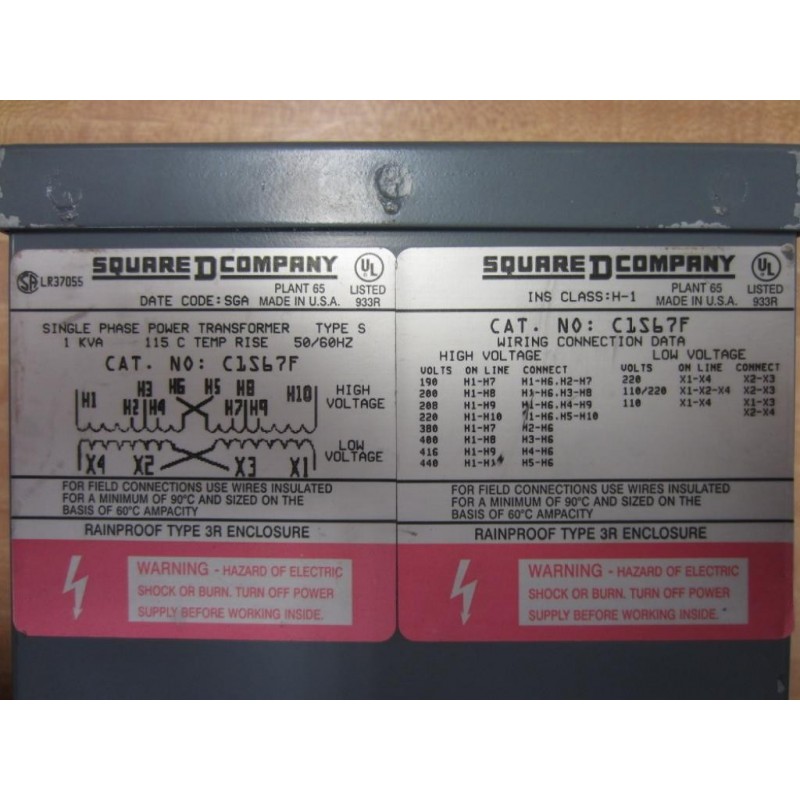 SA LR37055
SQUARE D COMPANY
UL
LISTED
933R
PLANT 65
DATE CODE:SGA MADE IN U.S.A.
SINGLE PHASE POWER TRANSFORMER TYPE S
1 KVA 115 C TEMP RISE 50/60HZ
CAT. NO: C1S67F
H1 H3 H6 H5 H8 H10
H2 H4 H7 H9
HIGH
VOLTAGE
X4 X2 X3 X1
LOW
VOLTAGE
FOR FIELD CONNECTIONS USE WIRES INSULATED
FOR A MINIMUM OF 90°C AND SIZED ON THE
BASIS OF 60°C AMPACITY
RAINPROOF TYPE 3R ENCLOSURE
WARNING - HAZARD OF ELECTRIC
SHOCK OR BURN. TURN OFF POWER
SUPPLY BEFORE WORKING INSIDE.
SQUARE D COMPANY
UL
LISTED
933R
PLANT 65
INS CLASS:H-1 MADE IN U.S.A.
CAT. NO: C1S67F
WIRING CONNECTION DATA
HIGH VOLTAGE
VOLTS ON LINE CONNECT
190 H1-H7 H1-H6.H2-H7
200 H1-H8 H1-H6.H3-H8
208 H1-H9 H1-H6.H4-H9
220 H1-H10 H1-H6.H5-H10
380 H1-H7 H2-H6
400 H1-H8 H3-H6
416 H1-H9 H4-H6
440 H5-H6
LOW VOLTAGE
VOLTS ON LINE CONNECT
220 X1-X4 X2-X3
110/220 X1-X2-X4 X2-X3
110 X1-X4 X1-X3
X2-X4
FOR FIELD CONNECTIONS USE WIRES INSULATED
FOR A MINIMUM OF 90°C AND SIZED ON THE
BASIS OF 60°C AMPACITY
RAINPROOF TYPE 3R ENCLOSURE
WARNING - HAZARD OF ELECTRIC
SHOCK OR BURN. TURN OFF POWER
SUPPLY BEFORE WORKING INSIDE.